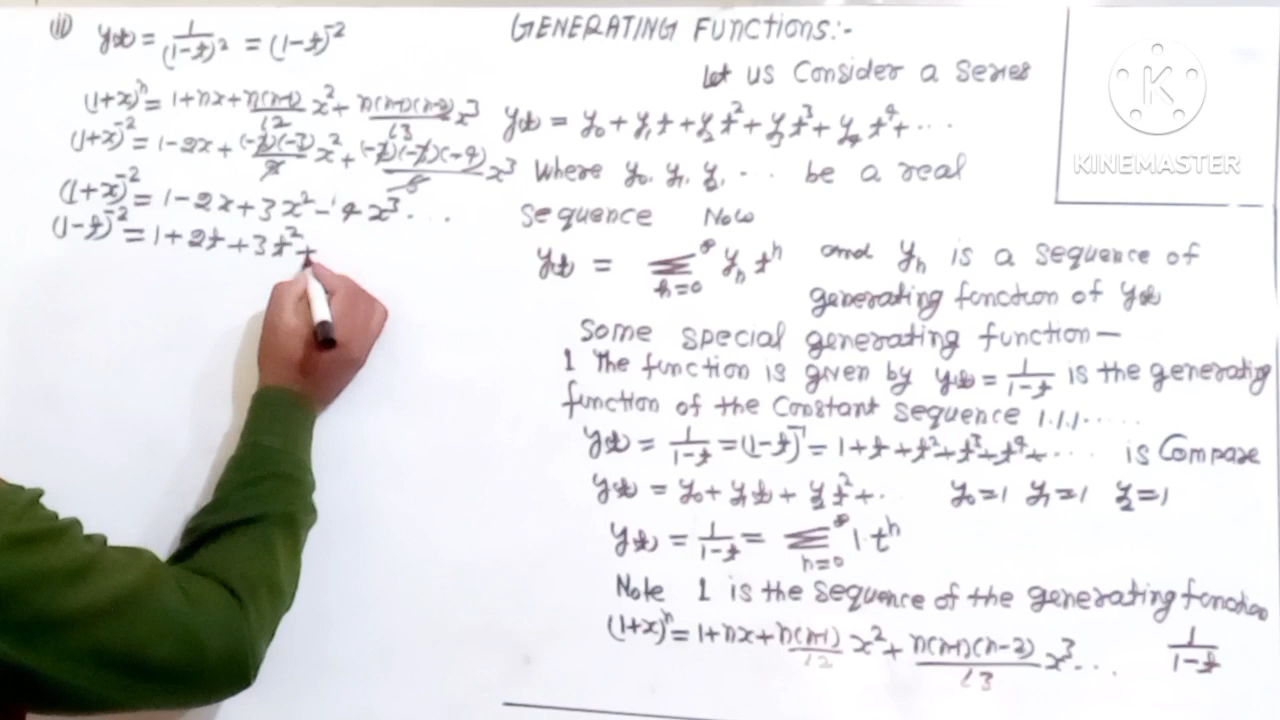 (ii) y(t) = 1/(1-t)² = (1-t)⁻²
(1+x)ⁿ = 1+nx+n(n-1)/⌊2 x²+ n(n-1)(n-2)/⌊3 x³
(1+x)⁻² = 1-2x+ (-2)(-3)/2 x²+ (-2)(-3)(-4)/6 x³
(1+x)⁻² = 1-2x+3x²-4x³....
(1-t)⁻² = 1+2t+3t²+
GENERATING Functions:-
Let us Consider a Series
y(t) = y₀+y₁t+y₂t²+y₃t³+y₄t⁴+...
Where y₀, y₁, y₂, ... be a real
sequence Now
y(t) = Σ_{n=0}^∞ yₙtⁿ and yₙ is a sequence of
generating function of y(t)
Some special generating function—
1 The function is given by y(t) = 1/(1-t) is the generating
function of the Constant sequence 1.1.1.....
y(t) = 1/(1-t) = (1-t)⁻¹ = 1+t+t²+t³+t⁴+.... is Compare
y(t) = y₀+y₁t+y₂t²+.. y₀=1 y₁=1 y₂=1
y(t) = 1/(1-t) = Σ_{n=0}^∞ 1.tⁿ
Note 1 is the sequence of the generating function
(1+x)ⁿ = 1+nx+n(n-1)/⌊2 x²+ n(n-1)(n-2)/⌊3 x³... 1/(1-t)
K
KINEMASTER